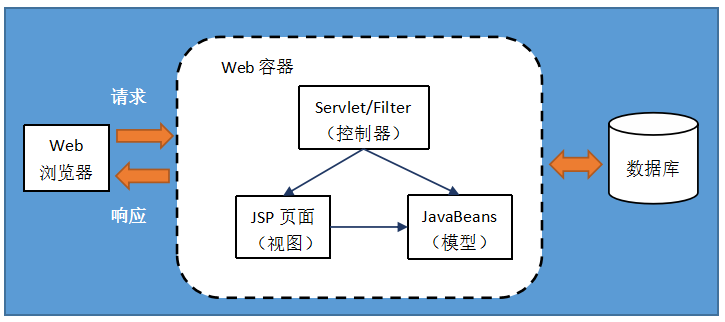 Web 容器
请求
Servlet/Filter
（控制器）
Web
浏览器
数据库
响应
JSP 页面
（视图）
JavaBeans
（模型）